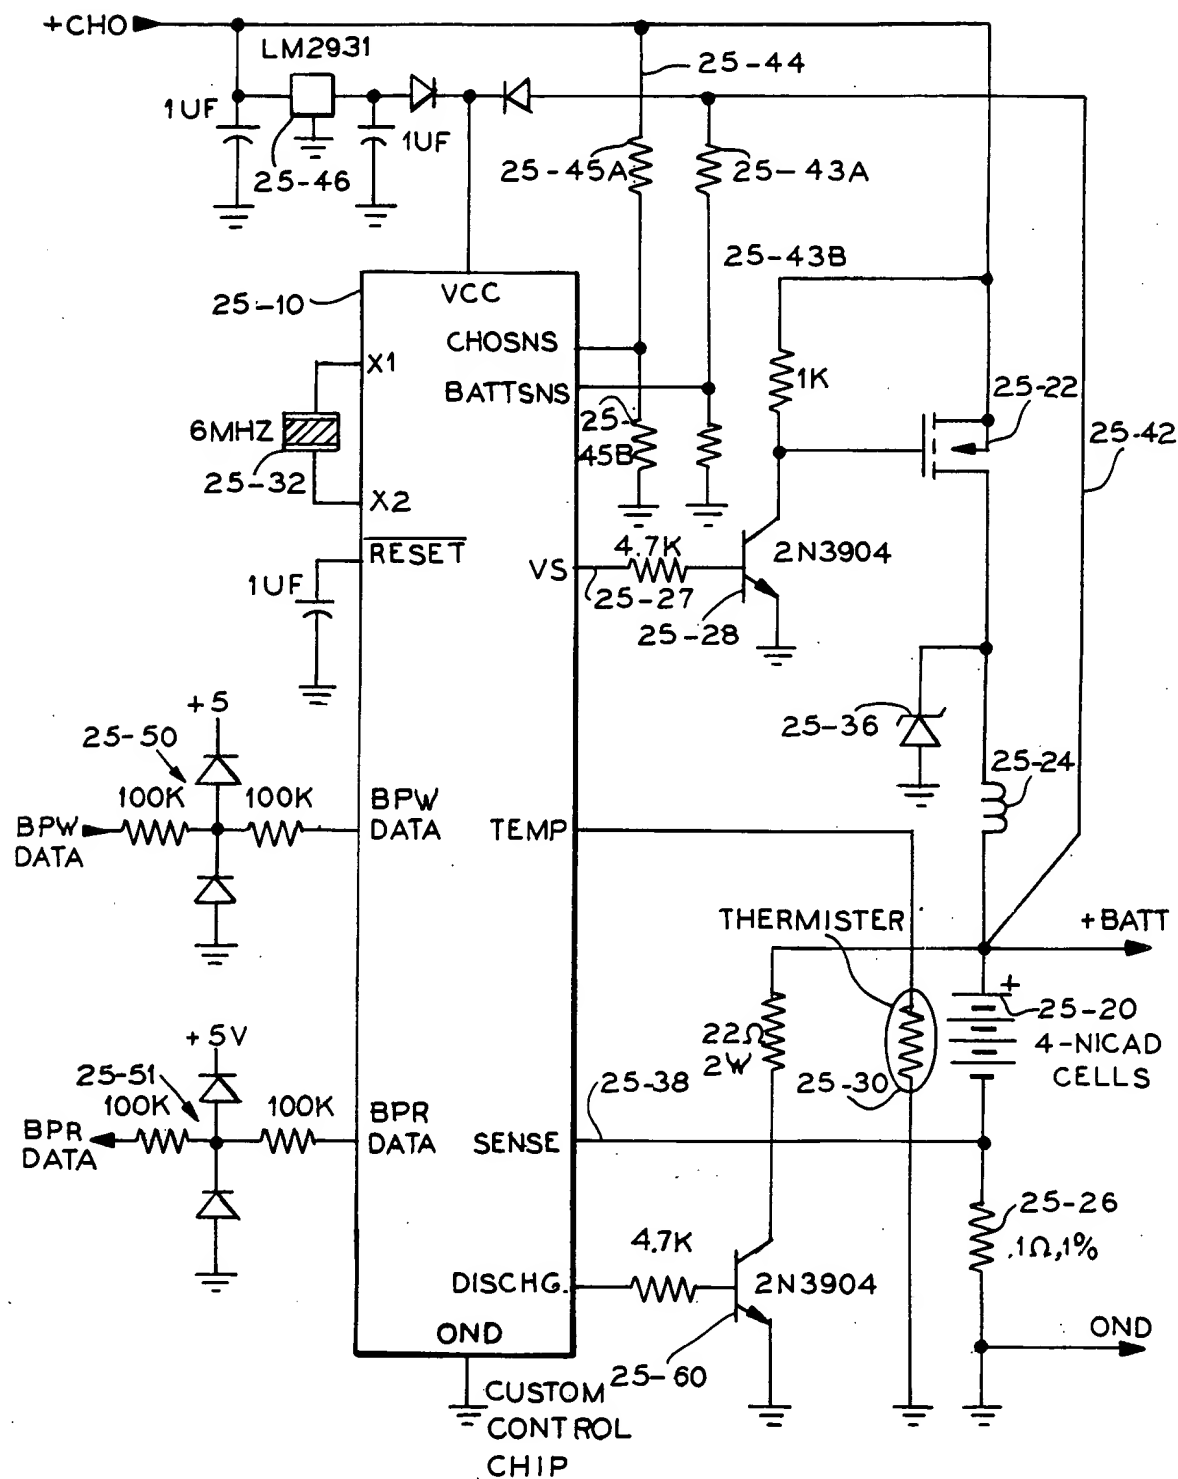 +CHO
LM2931
25-44
1UF
1UF
25-46
25-45A
25-43A
25-43B
25-10
VCC
CHOSNS
BATTSNS
X1
1K
25-22
25-
45B
25-42
6MHZ
25-32
X2
RESET
4.7K
2N3904
VS
1UF
25-27
25-28
+5
25-50
25-36
25-24
100K
100K
BPW
DATA
BPW
DATA
TEMP
THERMISTER
+BATT
+
25-20
4-NICAD
CELLS
22Ω
2W
25-30
+5V
25-51
25-38
100K
100K
BPR
DATA
BPR
DATA
SENSE
25-26
.1Ω,1%
4.7K
DISCHG.
2N3904
OND
OND
25-60
CUSTOM
CONTROL
CHIP